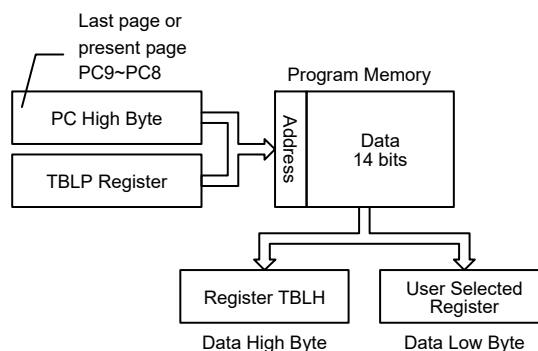 Last page or
present page
PC9~PC8
Program Memory
PC High Byte
TBLP Register
Address
Data
14 bits
Register TBLH
User Selected
Register
Data High Byte
Data Low Byte